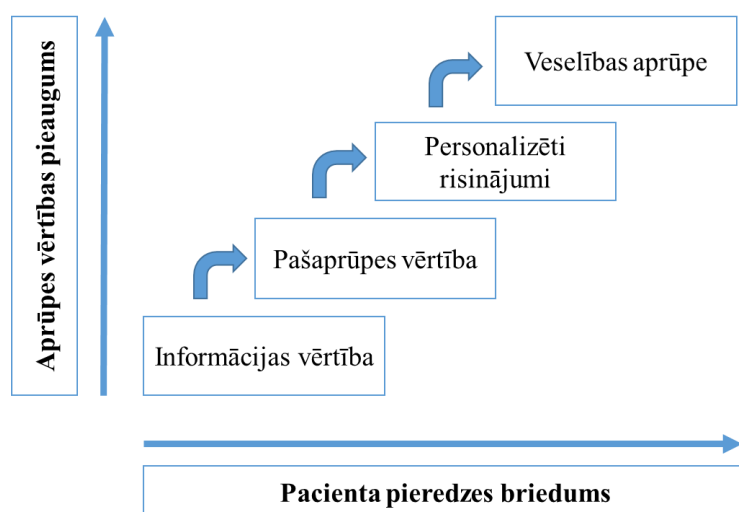 Aprūpes vērtības pieaugums
Veselības aprūpe
Personalizēti
risinājumi
Pašaprūpes vērtība
Informācijas vērtība
Pacienta pieredzes briedums